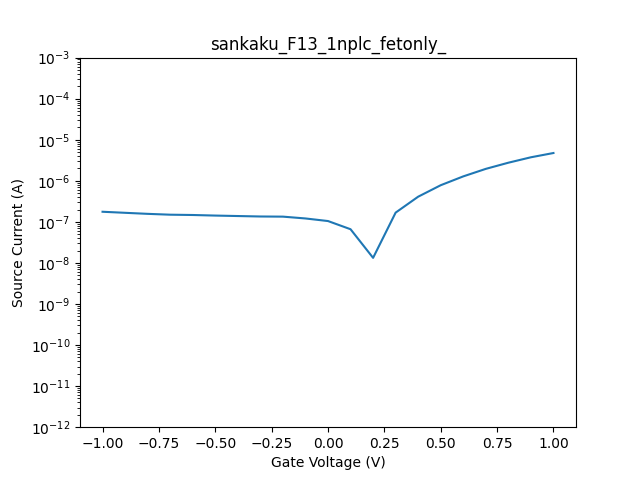 sankaku_F13_1nplc_fetonly_
10⁻³
10⁻⁴
10⁻⁵
10⁻⁶
10⁻⁷
10⁻⁸
10⁻⁹
10⁻¹⁰
10⁻¹¹
10⁻¹²
Source Current (A)
−1.00 −0.75 −0.50 −0.25 0.00 0.25 0.50 0.75 1.00
Gate Voltage (V)